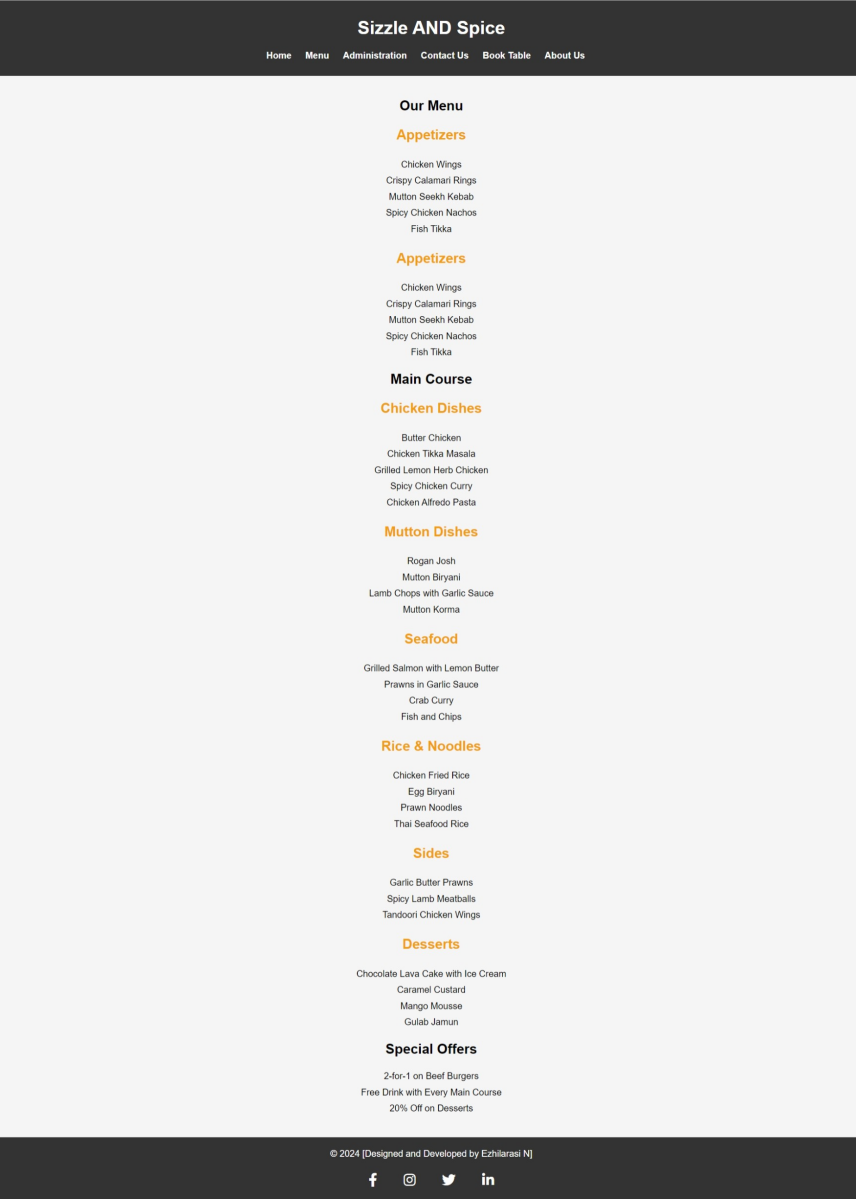 Sizzle AND Spice
Home Menu Administration Contact Us Book Table About Us
Our Menu
Appetizers
Chicken Wings
Crispy Calamari Rings
Mutton Seekh Kebab
Spicy Chicken Nachos
Fish Tikka
Appetizers
Chicken Wings
Crispy Calamari Rings
Mutton Seekh Kebab
Spicy Chicken Nachos
Fish Tikka
Main Course
Chicken Dishes
Butter Chicken
Chicken Tikka Masala
Grilled Lemon Herb Chicken
Spicy Chicken Curry
Chicken Alfredo Pasta
Mutton Dishes
Rogan Josh
Mutton Biryani
Lamb Chops with Garlic Sauce
Mutton Korma
Seafood
Grilled Salmon with Lemon Butter
Prawns in Garlic Sauce
Crab Curry
Fish and Chips
Rice & Noodles
Chicken Fried Rice
Egg Biryani
Prawn Noodles
Thai Seafood Rice
Sides
Garlic Butter Prawns
Spicy Lamb Meatballs
Tandoori Chicken Wings
Desserts
Chocolate Lava Cake with Ice Cream
Caramel Custard
Mango Mousse
Gulab Jamun
Special Offers
2-for-1 on Beef Burgers
Free Drink with Every Main Course
20% Off on Desserts
© 2024 [Designed and Developed by Ezhilarasi N]